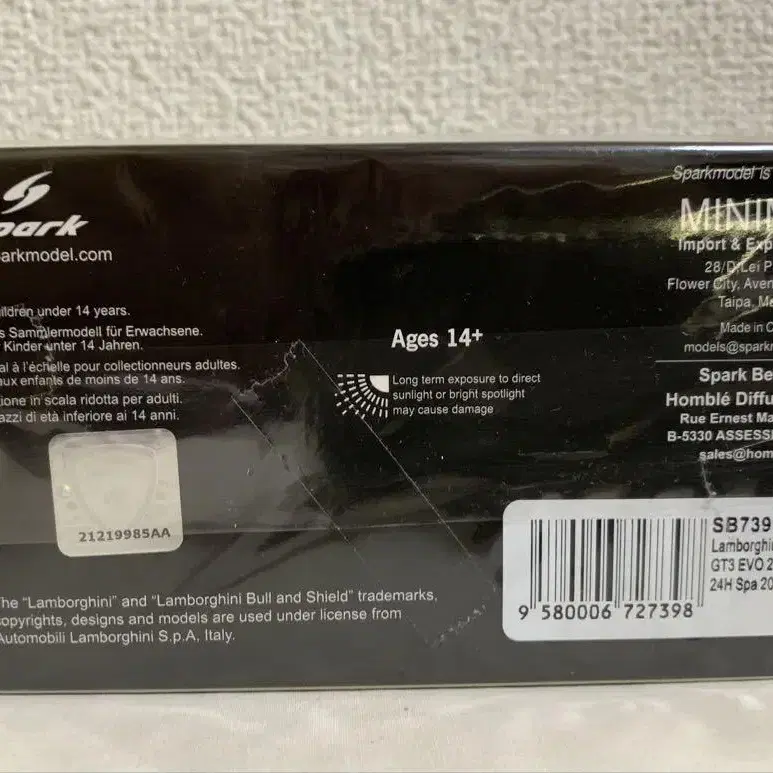 park
arkmodel.com
ildren under 14 years.
s Sammlermodell für Erwachsene.
Kinder unter 14 Jahren.
al à l'échelle pour collectionneurs adultes.
aux enfants de moins de 14 ans.
ione in scala ridotta per adulti.
azzi di età inferiore ai 14 anni.
21219985AA
The "Lamborghini" and "Lamborghini Bull and Shield" trademarks,
copyrights, designs and models are used under license from
Automobili Lamborghini S.p.A, Italy.
Ages 14+
Long term exposure to direct
sunlight or bright spotlight
may cause damage
Sparkmodel is
MINIM
Import & Exp
28/D,Lei P
Flower City, Aven
Taipa, Ma
Made in C
models@spark
Spark Be
Homblé Diffu
Rue Ernest Ma
B-5330 ASSESS
sales@hom
SB739
Lamborghini
GT3 EVO 2
24H Spa 20
9 580006 727398